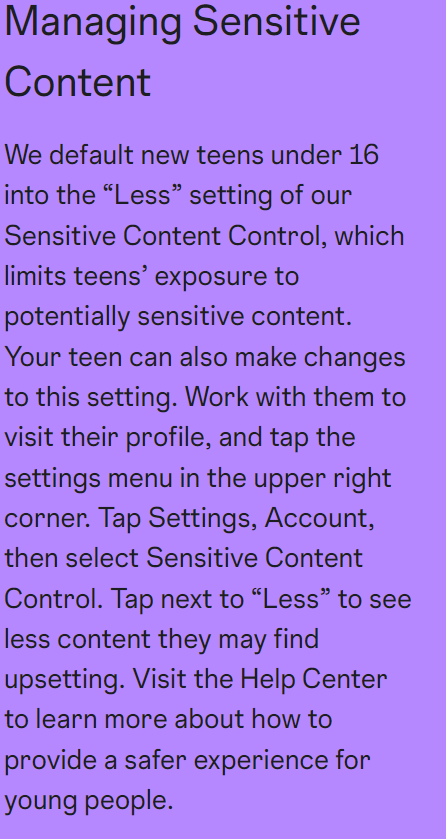 Managing Sensitive
Content
We default new teens under 16
into the “Less” setting of our
Sensitive Content Control, which
limits teens’ exposure to
potentially sensitive content.
Your teen can also make changes
to this setting. Work with them to
visit their profile, and tap the
settings menu in the upper right
corner. Tap Settings, Account,
then select Sensitive Content
Control. Tap next to “Less” to see
less content they may find
upsetting. Visit the Help Center
to learn more about how to
provide a safer experience for
young people.